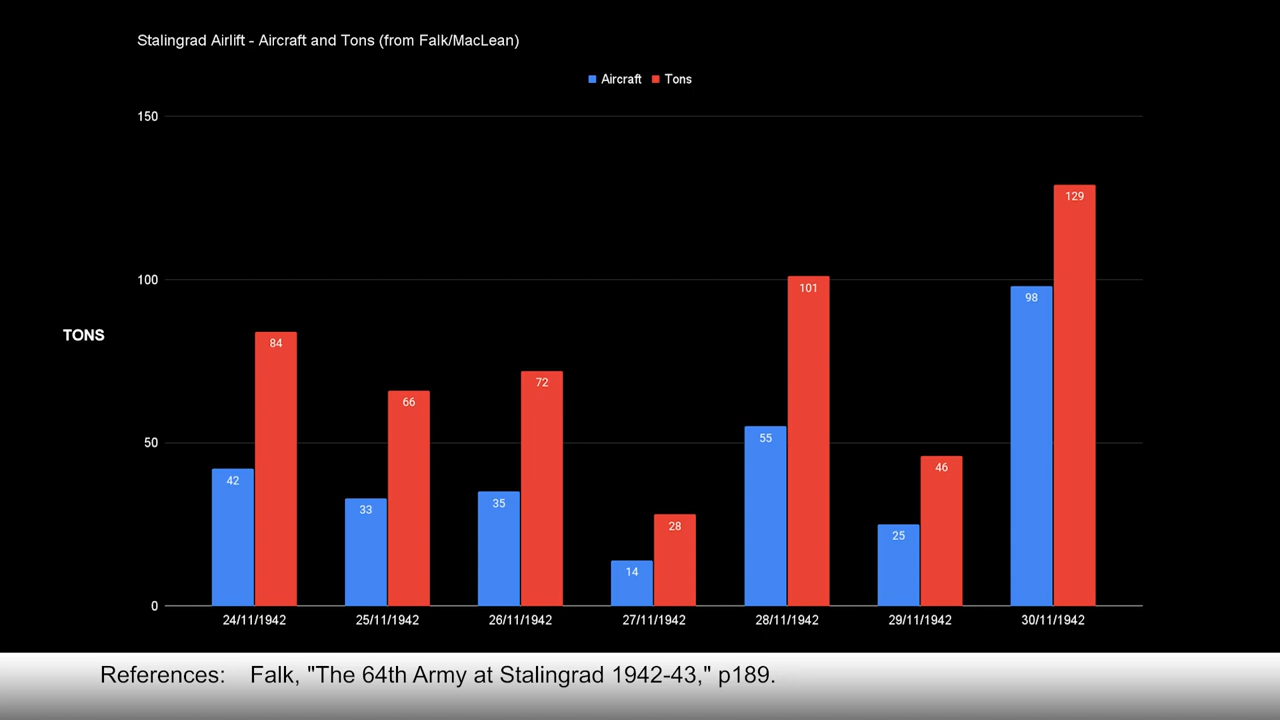 Stalingrad Airlift - Aircraft and Tons (from Falk/MacLean)
Aircraft Tons
150
100
50
0
TONS
42 84
33 66
35 72
14 28
55 101
25 46
98 129
24/11/1942 25/11/1942 26/11/1942 27/11/1942 28/11/1942 29/11/1942 30/11/1942
References: Falk, "The 64th Army at Stalingrad 1942-43," p189.